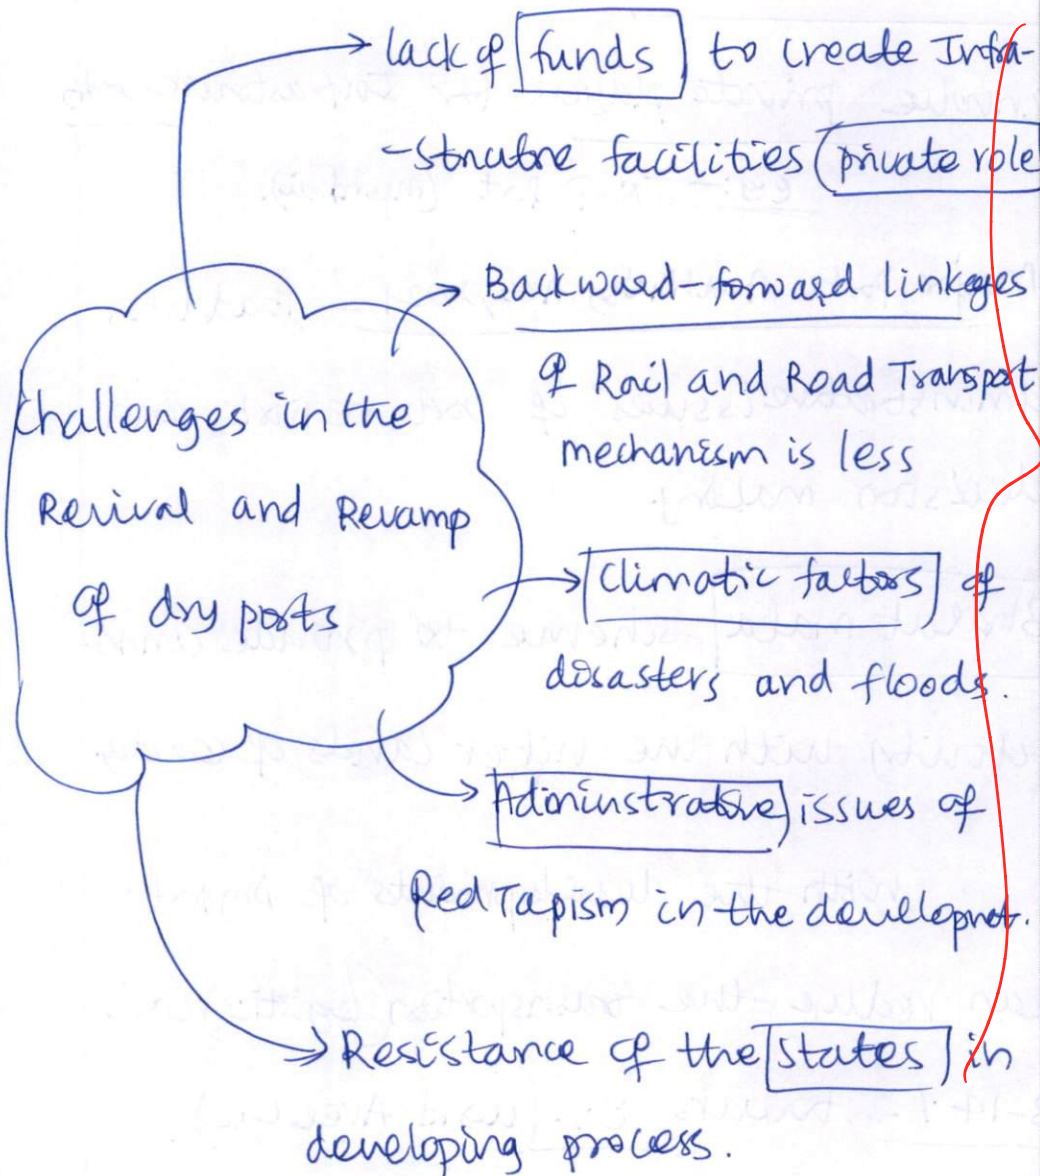 lack of funds to create Infra-
-structure facilities (private role
Backward-forward linkages
of Rail and Road Transport
mechanism is less
Challenges in the
Revival and Revamp
of dry ports
Climatic factors of
disasters and floods.
Administrative issues of
Red Tapism in the developmet.
Resistance of the states in
developing process.